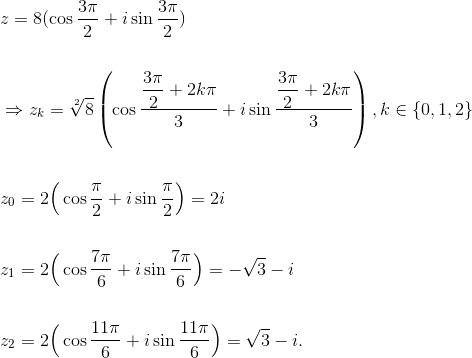 z = 8(cos 3π/2 + i sin 3π/2)
⇒ z_k = ²√8 (cos (3π/2 + 2kπ)/3 + i sin (3π/2 + 2kπ)/3), k ∈ {0, 1, 2}
z_0 = 2(cos π/2 + i sin π/2) = 2i
z_1 = 2(cos 7π/6 + i sin 7π/6) = −√3 − i
z_2 = 2(cos 11π/6 + i sin 11π/6) = √3 − i.